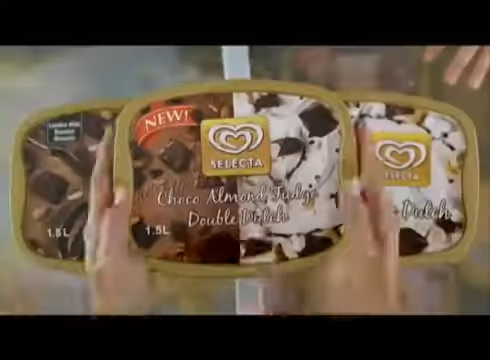 NEW!
SELECTA
Choco Almond Fudge
Double Dutch
1.5L
1.5L
SELECTA
Dutch